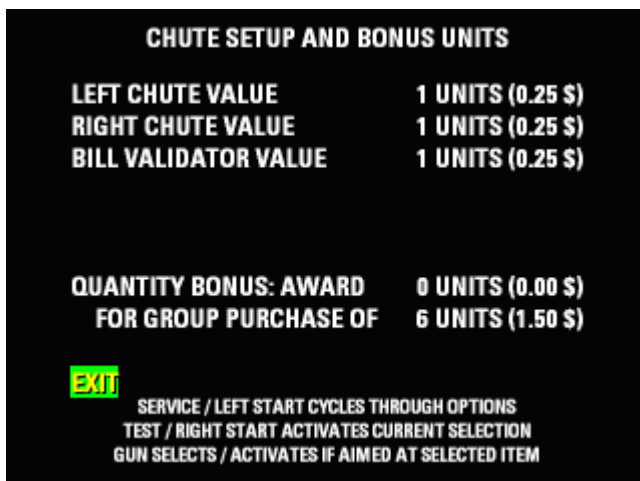 CHUTE SETUP AND BONUS UNITS
LEFT CHUTE VALUE 1 UNITS (0.25 $)
RIGHT CHUTE VALUE 1 UNITS (0.25 $)
BILL VALIDATOR VALUE 1 UNITS (0.25 $)
QUANTITY BONUS: AWARD 0 UNITS (0.00 $)
FOR GROUP PURCHASE OF 6 UNITS (1.50 $)
EXIT
SERVICE / LEFT START CYCLES THROUGH OPTIONS
TEST / RIGHT START ACTIVATES CURRENT SELECTION
GUN SELECTS / ACTIVATES IF AIMED AT SELECTED ITEM